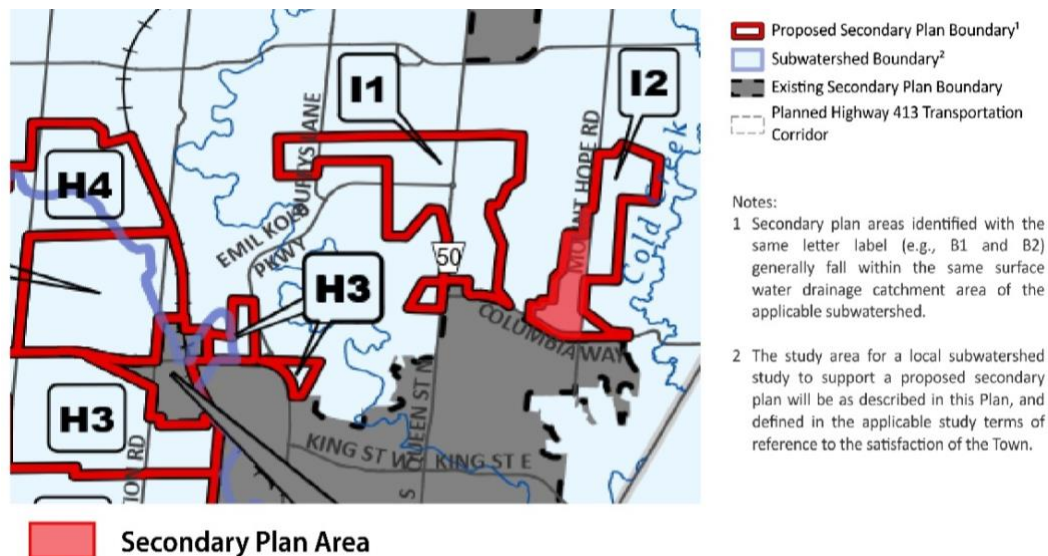 I1
I2
H4
DUFFYS LANE
MOUNT HOPE RD
Cold Creek
EMIL KOLB
PKWY
50
H3
COLUMBIA WAY
H3
QUEEN ST N
KING ST W
KING ST E
S
Proposed Secondary Plan Boundary¹
Subwatershed Boundary²
Existing Secondary Plan Boundary
Planned Highway 413 Transportation
Corridor
Notes:
1 Secondary plan areas identified with the
same letter label (e.g., B1 and B2)
generally fall within the same surface
water drainage catchment area of the
applicable subwatershed.
2 The study area for a local subwatershed
study to support a proposed secondary
plan will be as described in this Plan, and
defined in the applicable study terms of
reference to the satisfaction of the Town.
Secondary Plan Area